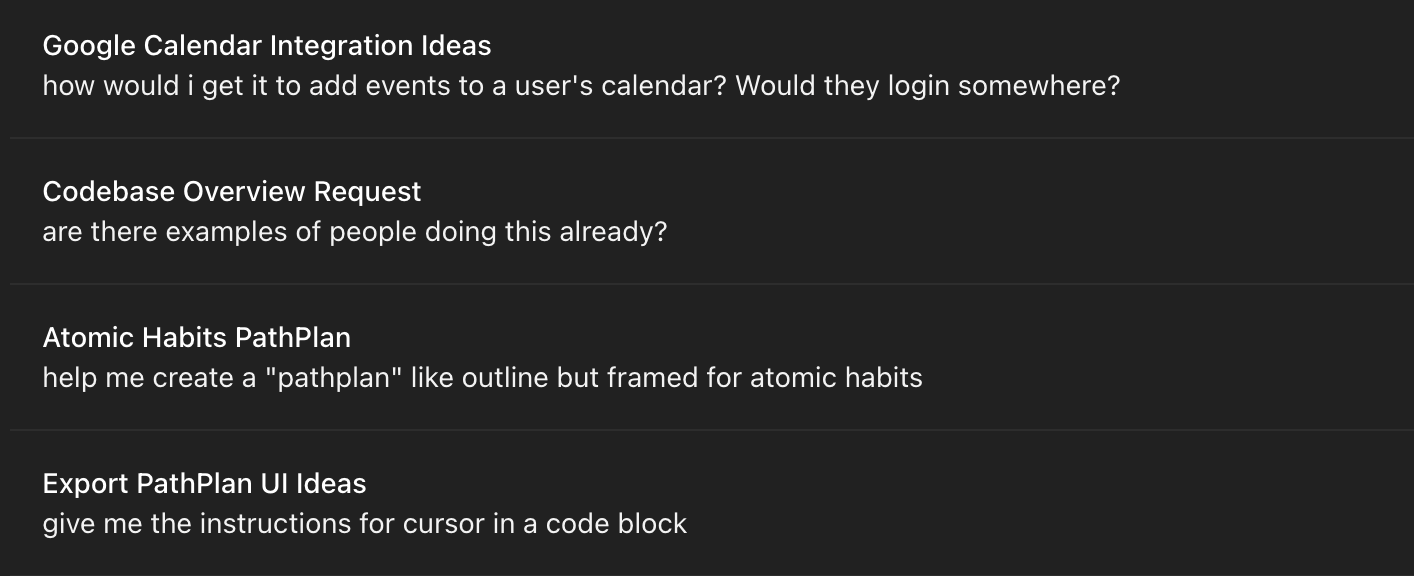 Google Calendar Integration Ideas
how would i get it to add events to a user's calendar? Would they login somewhere?
Codebase Overview Request
are there examples of people doing this already?
Atomic Habits PathPlan
help me create a "pathplan" like outline but framed for atomic habits
Export PathPlan UI Ideas
give me the instructions for cursor in a code block